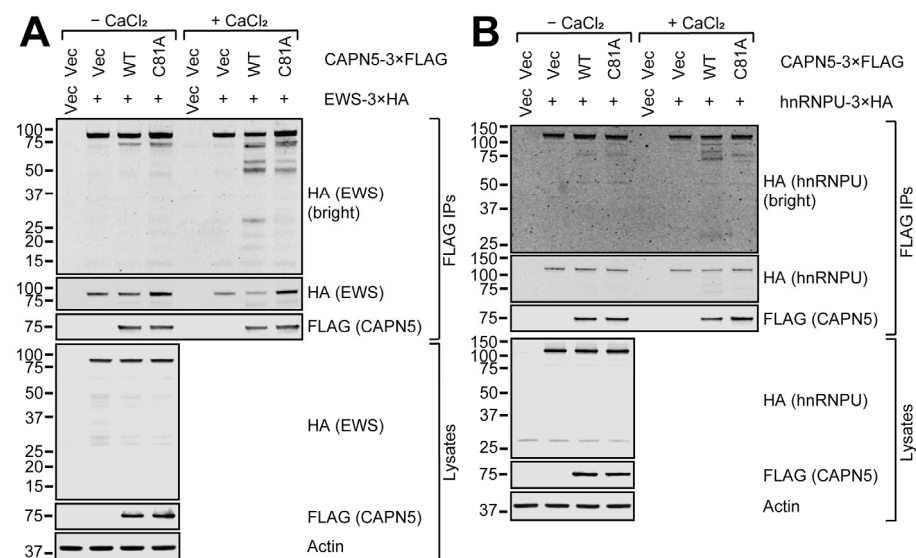 A
− CaCl₂ + CaCl₂
Vec Vec WT C81A Vec Vec WT C81A CAPN5-3×FLAG
Vec + + + Vec + + + EWS-3×HA
100
75
50
37
25
20
15
HA (EWS)
(bright)
100
75
HA (EWS)
75
FLAG (CAPN5)
FLAG IPs
100
75
50
37
25
20
15
HA (EWS)
75
FLAG (CAPN5)
37
Actin
Lysates
B
− CaCl₂ + CaCl₂
Vec Vec WT C81A Vec Vec WT C81A CAPN5-3×FLAG
Vec + + + Vec + + + hnRNPU-3×HA
150
100
75
50
37
25
HA (hnRNPU)
(bright)
150
100
75
HA (hnRNPU)
75
FLAG (CAPN5)
FLAG IPs
150
100
75
50
37
25
HA (hnRNPU)
75
FLAG (CAPN5)
37
Actin
Lysates